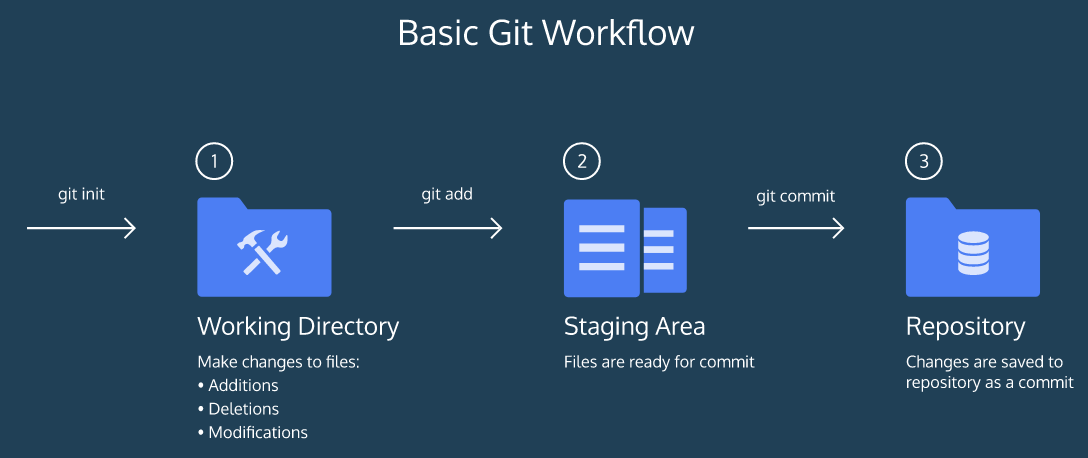 Basic Git Workflow
1
2
3
git init
git add
git commit
Working Directory
Make changes to files:
• Additions
• Deletions
• Modifications
Staging Area
Files are ready for commit
Repository
Changes are saved to
repository as a commit